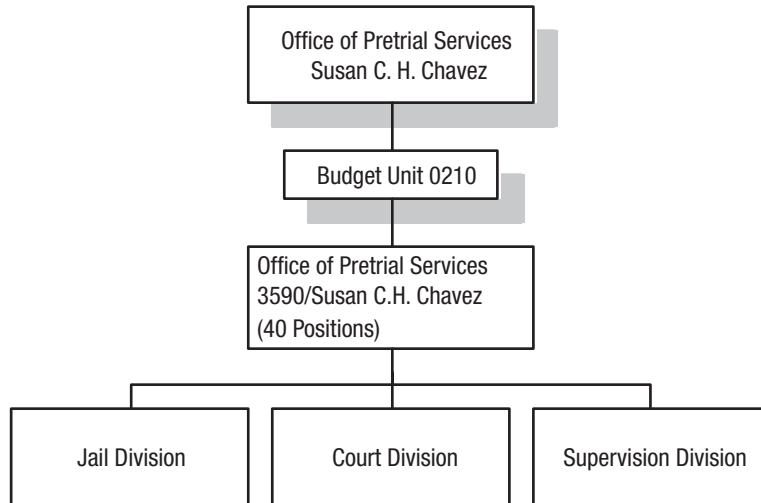 Office of Pretrial Services
Susan C. H. Chavez
Budget Unit 0210
Office of Pretrial Services
3590/Susan C.H. Chavez
(40 Positions)
Jail Division
Court Division
Supervision Division